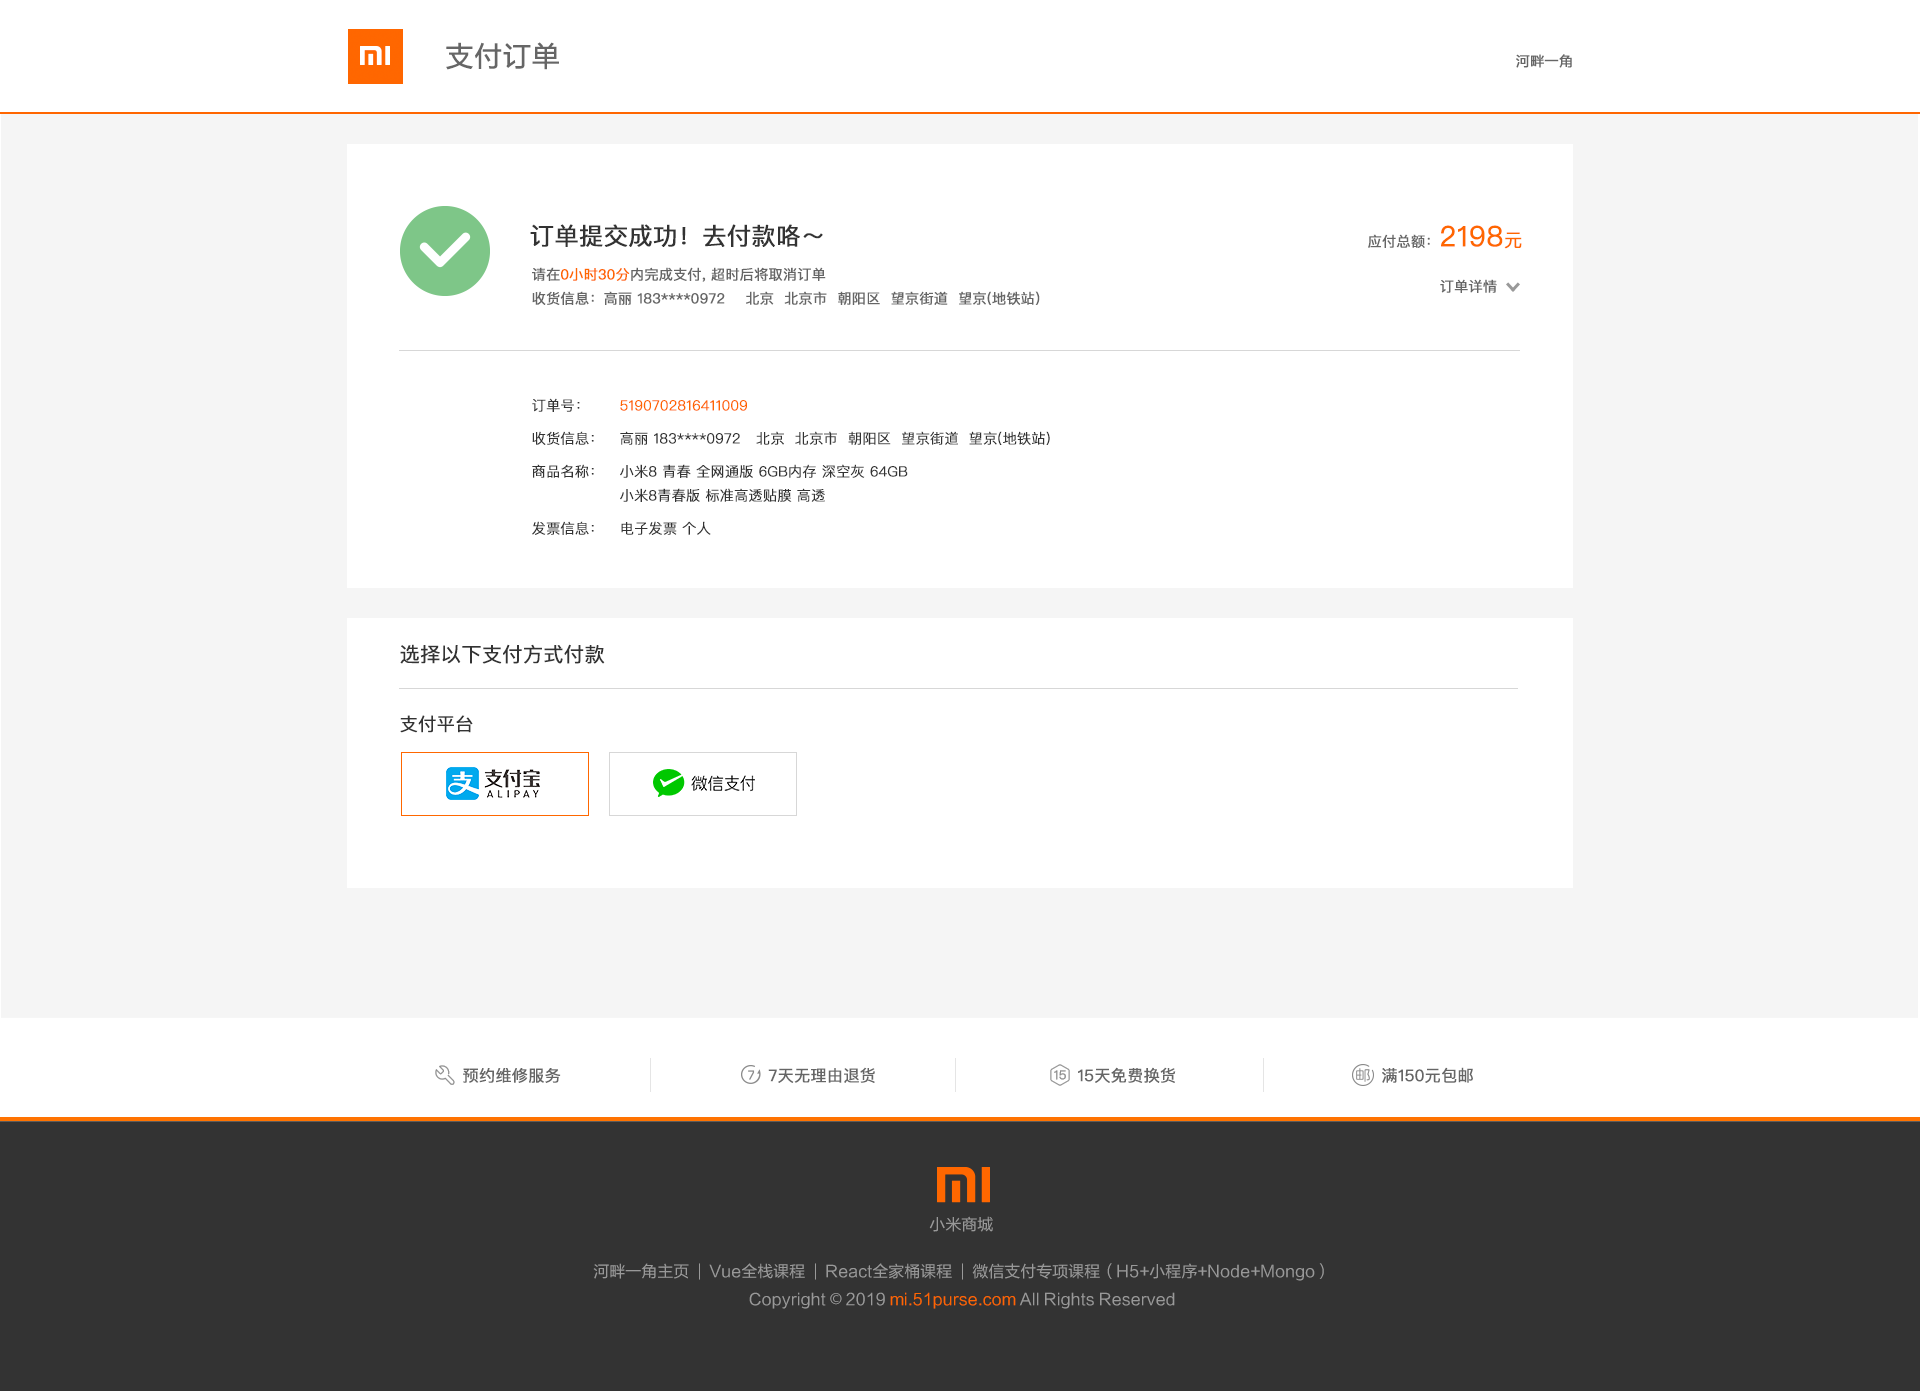 支付订单
河畔一角
订单提交成功！去付款咯～
应付总额：2198元
请在0小时30分内完成支付, 超时后将取消订单
订单详情
收货信息：高丽 183****0972 北京 北京市 朝阳区 望京街道 望京(地铁站)
订单号： 5190702816411009
收货信息： 高丽 183****0972 北京 北京市 朝阳区 望京街道 望京(地铁站)
商品名称： 小米8 青春 全网通版 6GB内存 深空灰 64GB
小米8青春版 标准高透贴膜 高透
发票信息： 电子发票 个人
选择以下支付方式付款
支付平台
支 支付宝 ALIPAY
微信支付
预约维修服务
7 7天无理由退货
15 15天免费换货
邮 满150元包邮
小米商城
河畔一角主页 | Vue全栈课程 | React全家桶课程 | 微信支付专项课程（H5+小程序+Node+Mongo）
Copyright © 2019 mi.51purse.com All Rights Reserved